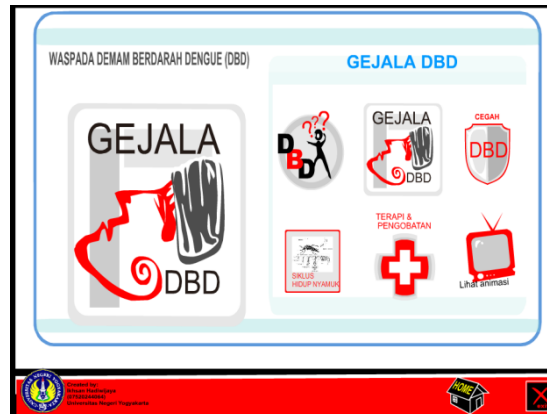 WASPADA DEMAM BERDARAH DENGUE (DBD)
GEJALA DBD
GEJALA
DBD
???
DBD
GEJALA
DBD
CEGAH
DBD
SIKLUS
HIDUP NYAMUK
TERAPI &
PENGOBATAN
Lihat animasi
Created by:
Universitas Negeri Yogyakarta
HOME